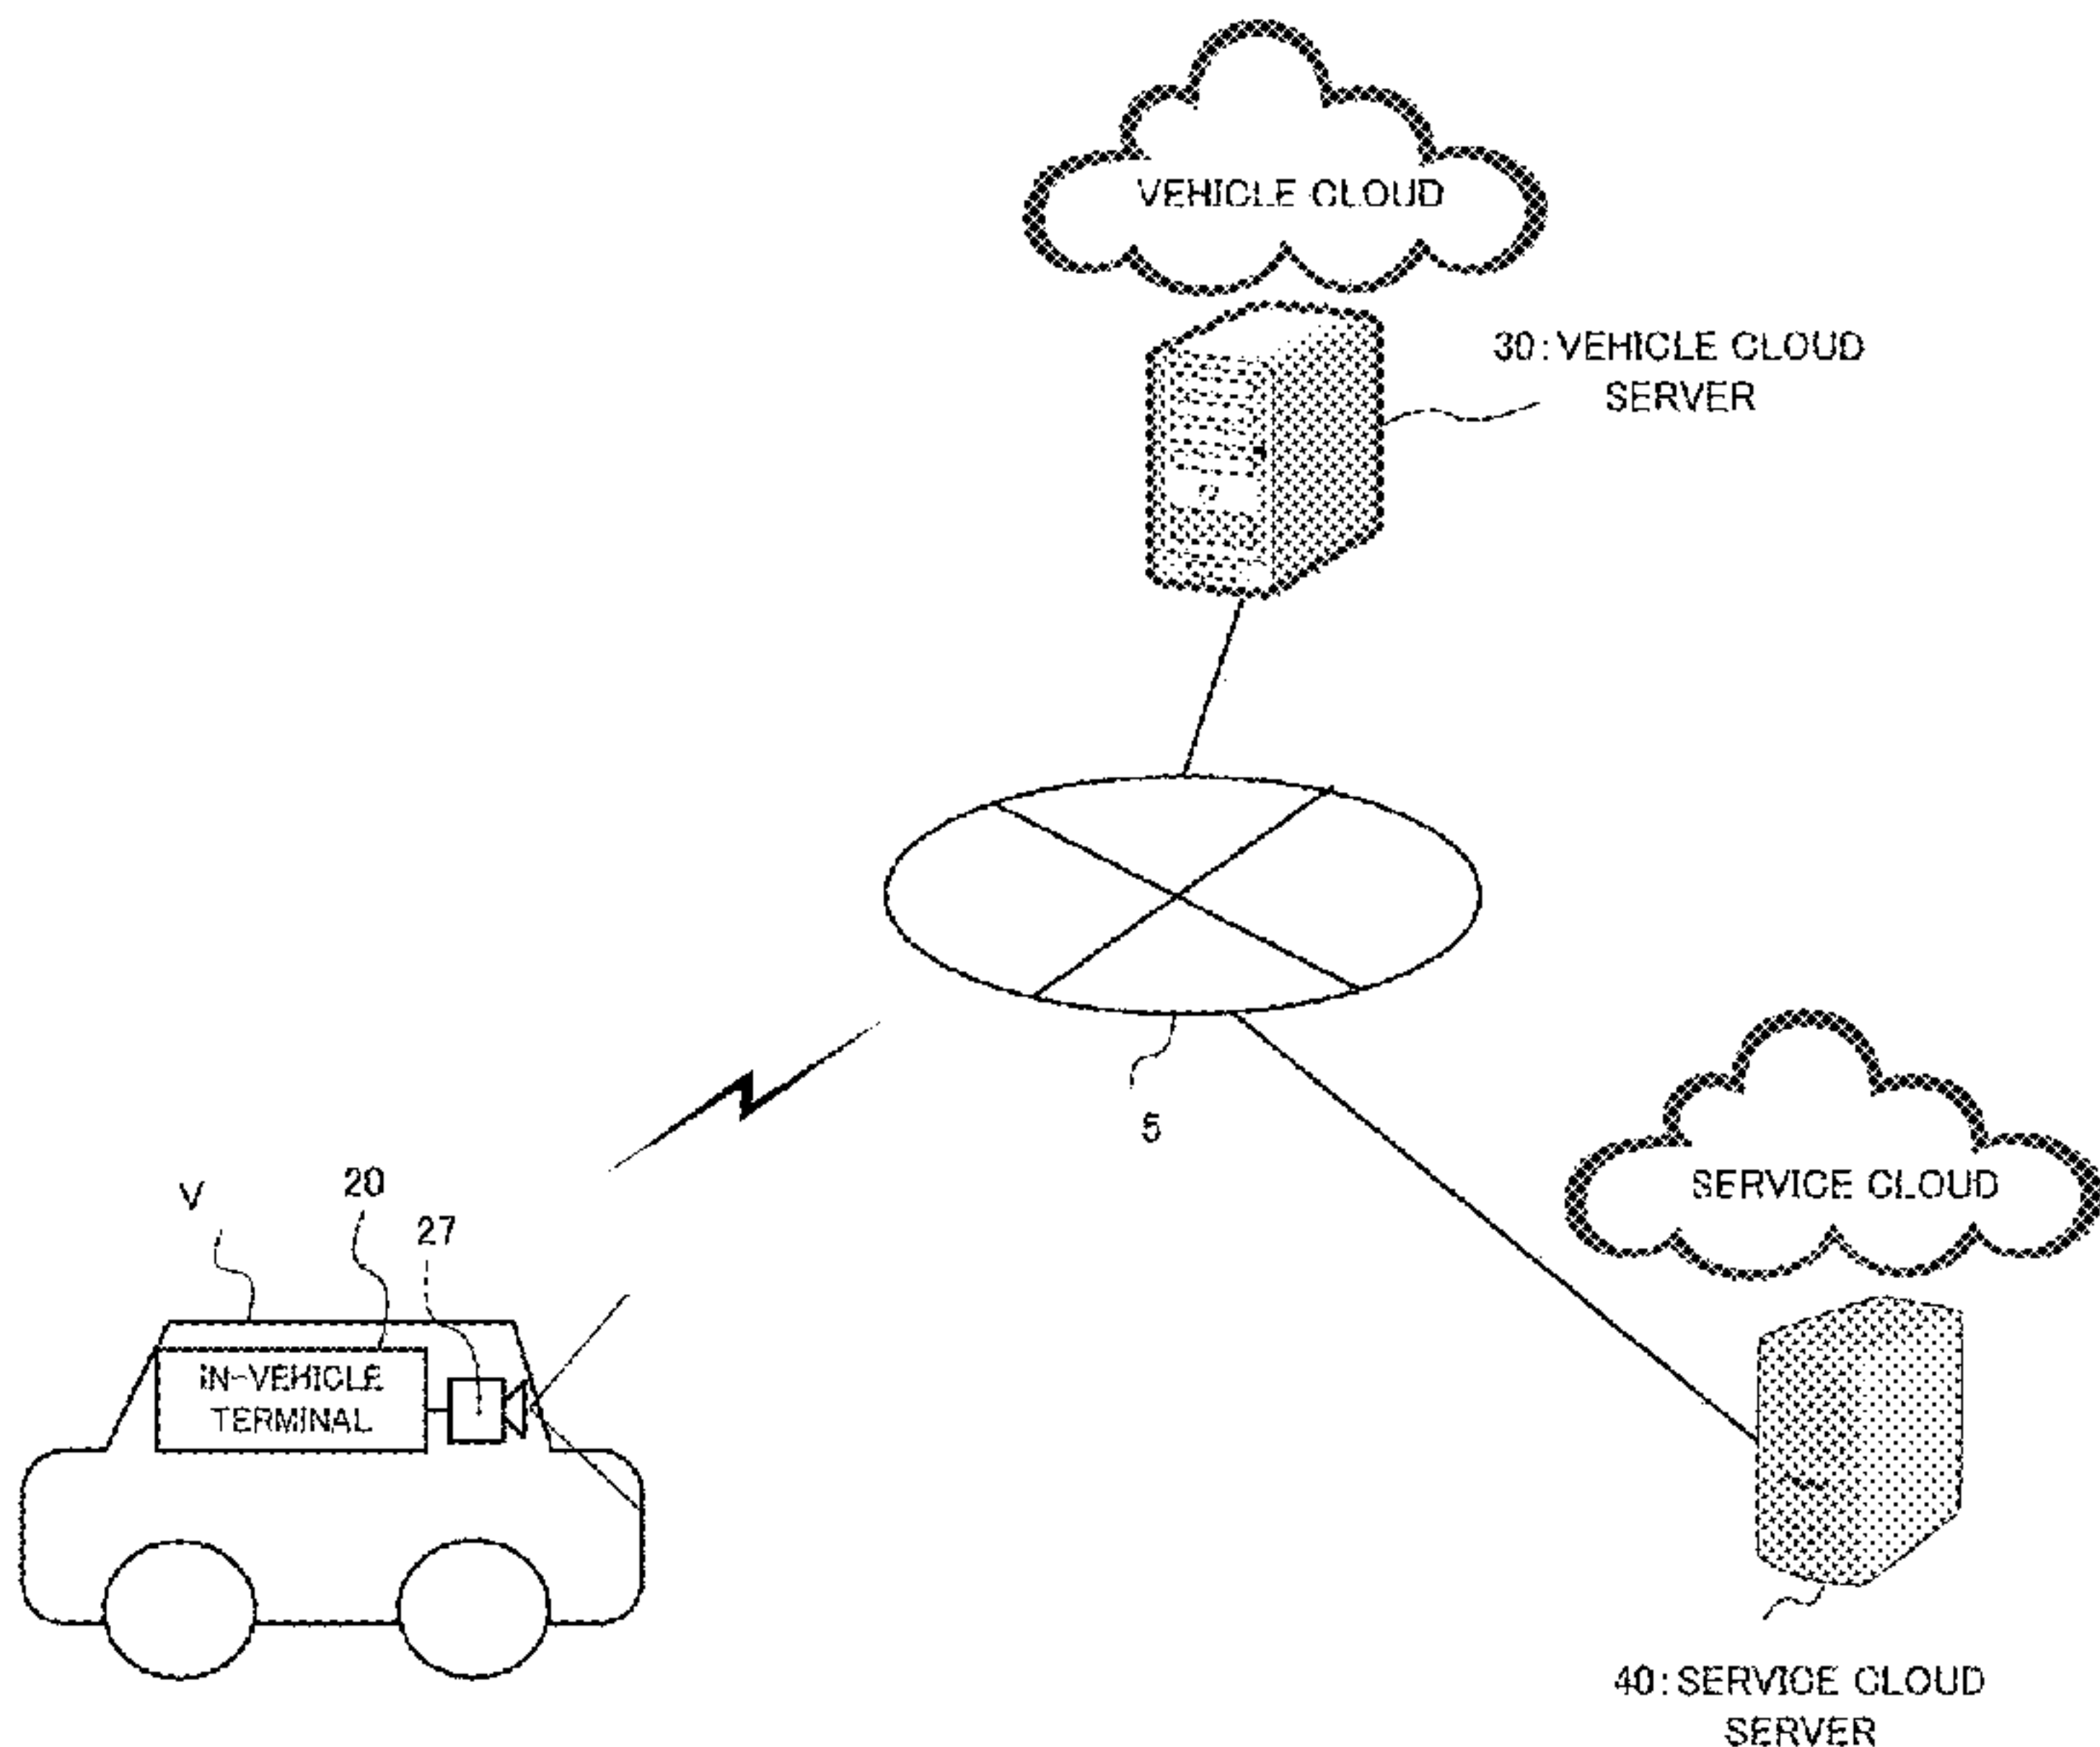 VEHICLE CLOUD
30:VEHICLE CLOUD
SERVER
5
SERVICE CLOUD
V
20
27
IN-VEHICLE
TERMINAL
40:SERVICE CLOUD
SERVER